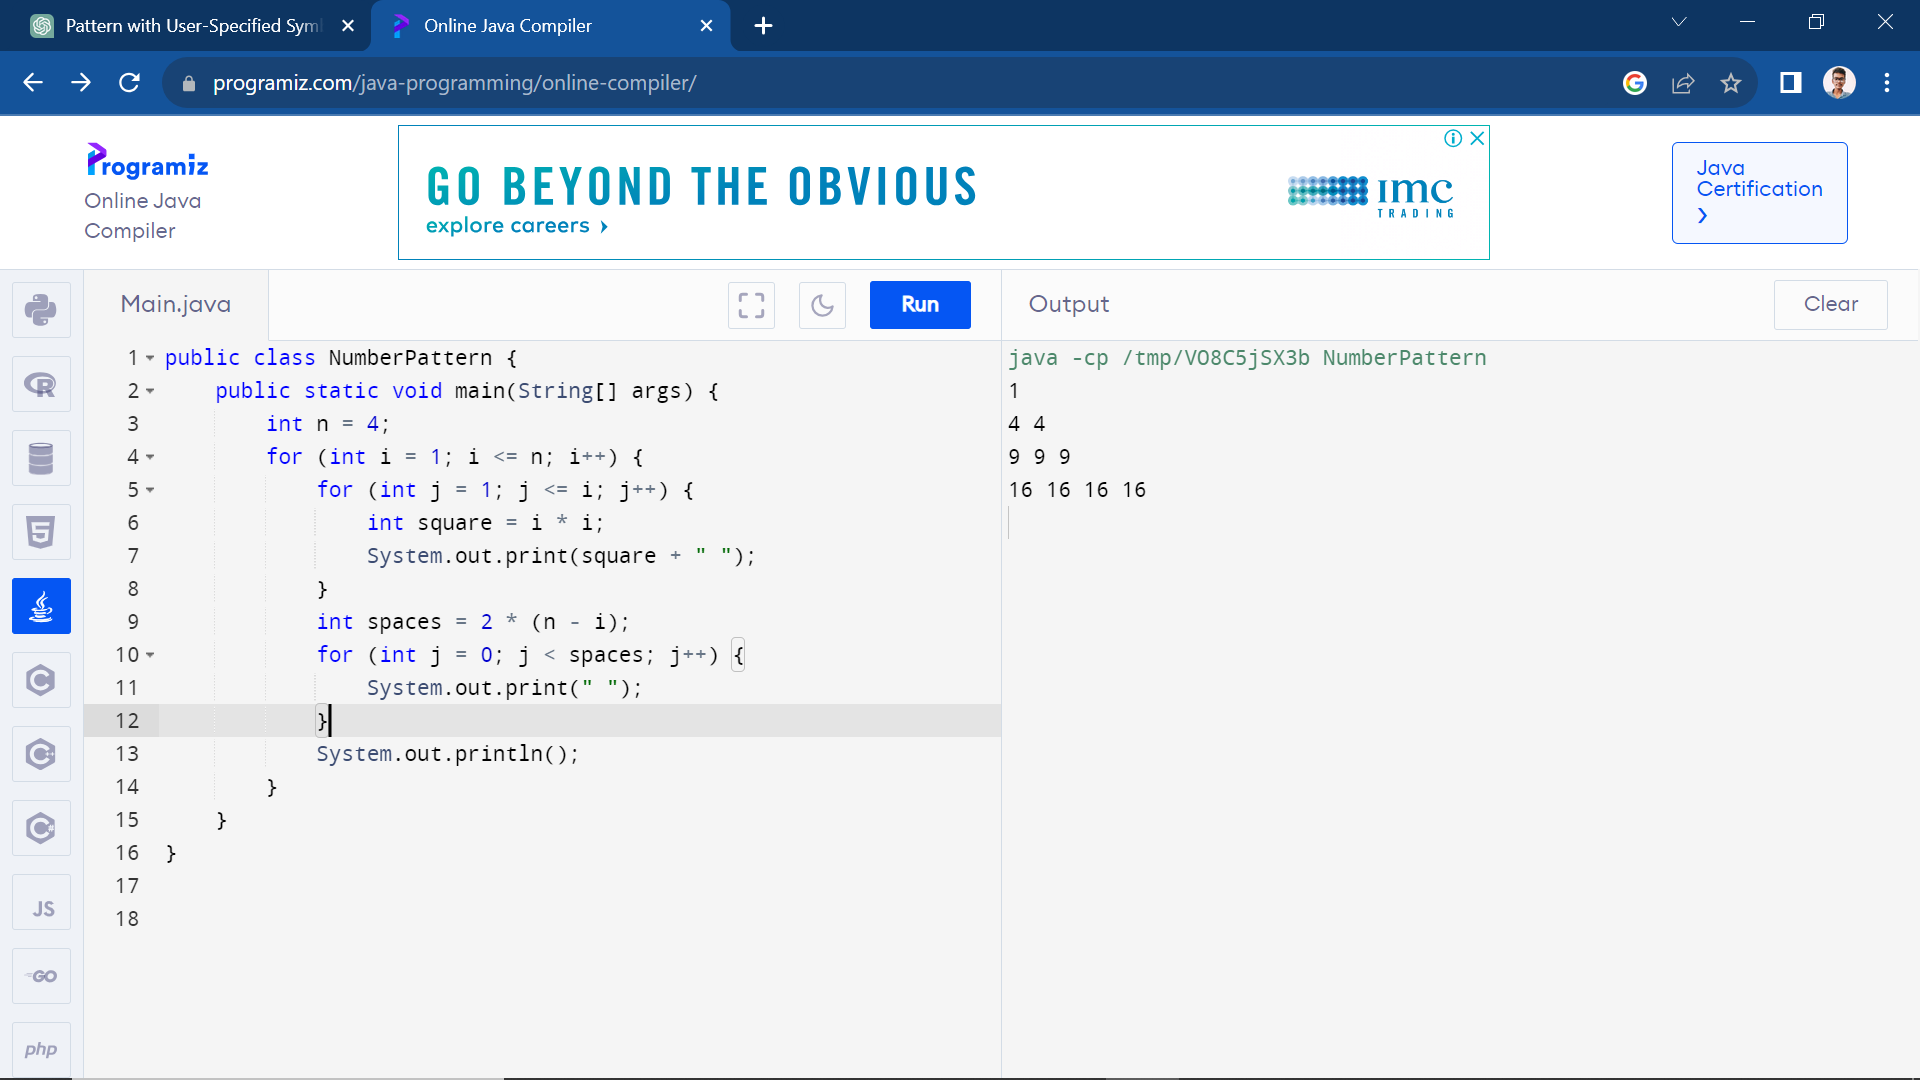 Pattern with User-Specified Sym
Online Java Compiler
programiz.com/java-programming/online-compiler/
Programiz
Online Java
Compiler
GO BEYOND THE OBVIOUS
explore careers ›
imc
TRADING
Java
Certification
›
Main.java
Run
Output
Clear
1 public class NumberPattern {
2     public static void main(String[] args) {
3         int n = 4;
4         for (int i = 1; i <= n; i++) {
5             for (int j = 1; j <= i; j++) {
6                 int square = i * i;
7                 System.out.print(square + " ");
8             }
9             int spaces = 2 * (n - i);
10             for (int j = 0; j < spaces; j++) {
11                 System.out.print(" ");
12             }
13             System.out.println();
14         }
15     }
16 }
17
18
java -cp /tmp/VO8C5jSX3b NumberPattern
1
4 4
9 9 9
16 16 16 16
R
5
C
C++
C#
JS
GO
php